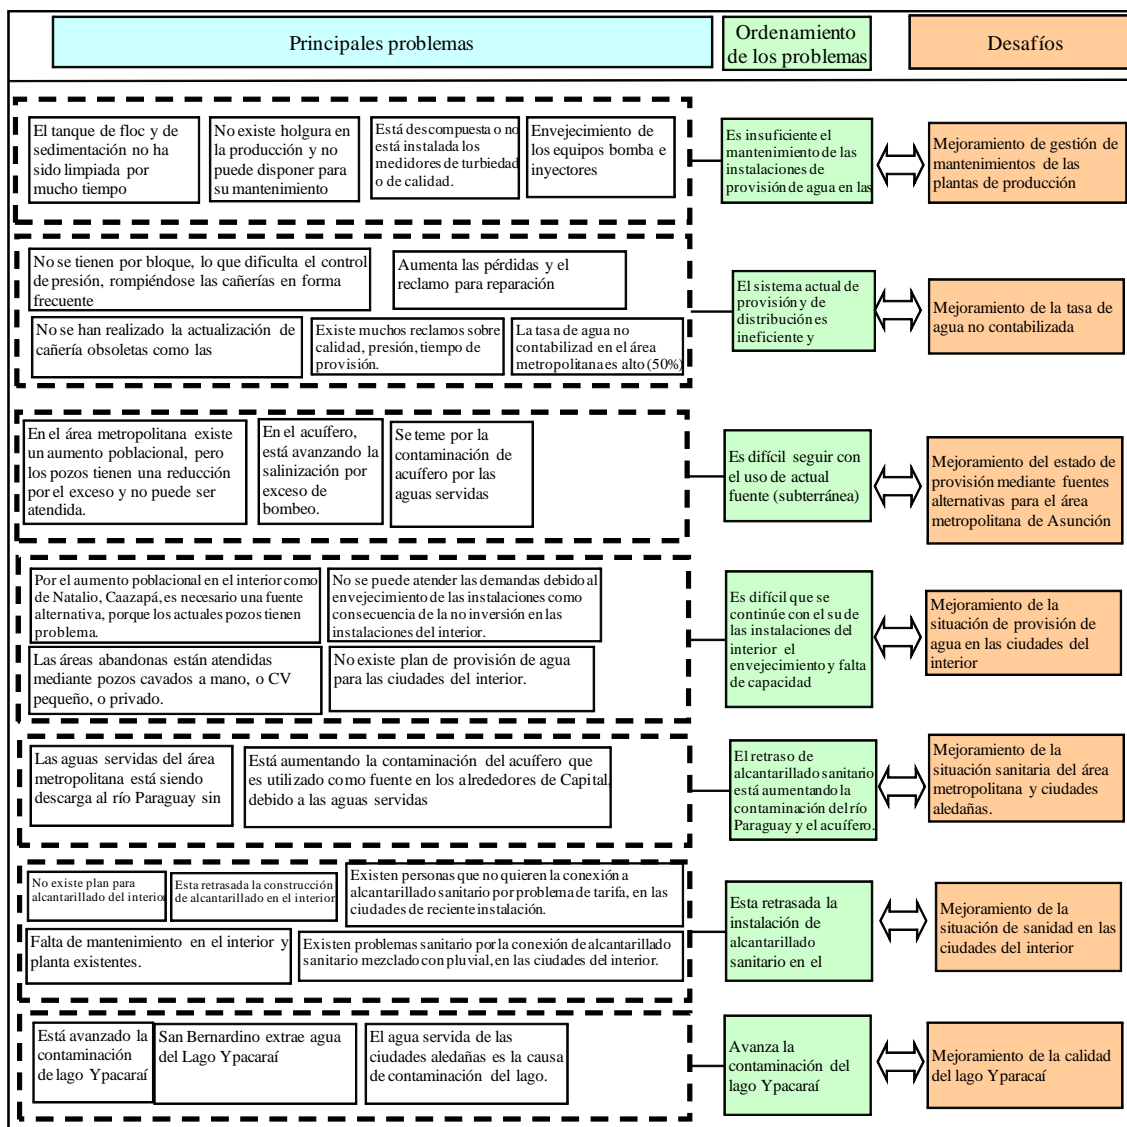 Principales problemas
Ordenamiento
de los problemas
Desafíos
El tanque de floc y de
sedimentación no ha
sido limpiada por
mucho tiempo
No existe holgura en
la producción y no
puede disponer para
su mantenimiento
Está descompuesta o no
está instalada los
medidores de turbiedad
o de calidad.
Envejecimiento de
los equipos bomba e
inyectores
Es insuficiente el
mantenimiento de las
instalaciones de
provisión de agua en las
Mejoramiento de gestión de
mantenimientos de las
plantas de producción
No se tienen por bloque, lo que dificulta el control
de presión, rompiéndose las cañerías en forma
frecuente
Aumenta las pérdidas y el
reclamo para reparación
No se han realizado la actualización de
cañería obsoletas como las
Existe muchos reclamos sobre
calidad, presión, tiempo de
provisión.
La tasa de agua no
contabilizad en el área
metropolitana es alto (50%)
El sistema actual de
provisión y de
distribución es
ineficiente y
Mejoramiento de la tasa de
agua no contabilizada
En el área metropolitana existe
un aumento poblacional, pero
los pozos tienen una reducción
por el exceso y no puede ser
atendida.
En el acuífero,
está avanzando la
salinización por
exceso de
bombeo.
Se teme por la
contaminación de
acuífero por las
aguas servidas
Es difícil seguir con
el uso de actual
fuente (subterránea)
Mejoramiento del estado de
provisión mediante fuentes
alternativas para el área
metropolitana de Asunción
Por el aumento poblacional en el interior como
de Natalio, Caazapá, es necesario una fuente
alternativa, porque los actuales pozos tienen
problema.
No se puede atender las demandas debido al
envejecimiento de las instalaciones como
consecuencia de la no inversión en las
instalaciones del interior.
Las áreas abandonas están atendidas
mediante pozos cavados a mano, o CV
pequeño, o privado.
No existe plan de provisión de agua
para las ciudades del interior.
Es difícil que se
continúe con el su de
las instalaciones del
interior el
envejecimiento y falta
de capacidad
Mejoramiento de la
situación de provisión de
agua en las ciudades del
interior
Las aguas servidas del área
metropolitana está siendo
descarga al río Paraguay sin
Está aumentando la contaminación del acuífero que
es utilizado como fuente en los alrededores de Capital,
debido a las aguas servidas
El retraso de
alcantarillado sanitario
está aumentando la
contaminación del río
Paraguay y el acuífero.
Mejoramiento de la
situación sanitaria del área
metropolitana y ciudades
aledañas.
No existe plan para
alcantarillado del interior
Esta retrasada la construcción
de alcantarillado en el interior
Existen personas que no quieren la conexión a
alcantarillado sanitario por problema de tarifa, en las
ciudades de reciente instalación.
Falta de mantenimiento en el interior y
planta existentes.
Existen problemas sanitario por la conexión de alcantarillado
sanitario mezclado con pluvial, en las ciudades del interior.
Esta retrasada la
instalación de
alcantarillado
sanitario en el
Mejoramiento de la
situación de sanidad en las
ciudades del interior
Está avanzado la
contaminación
de lago Ypacaraí
San Bernardino extrae agua
del Lago Ypacaraí
El agua servida de las
ciudades aledañas es la causa
de contaminación del lago.
Avanza la
contaminación del
lago Ypacaraí
Mejoramiento de la calidad
del lago Yparacaí